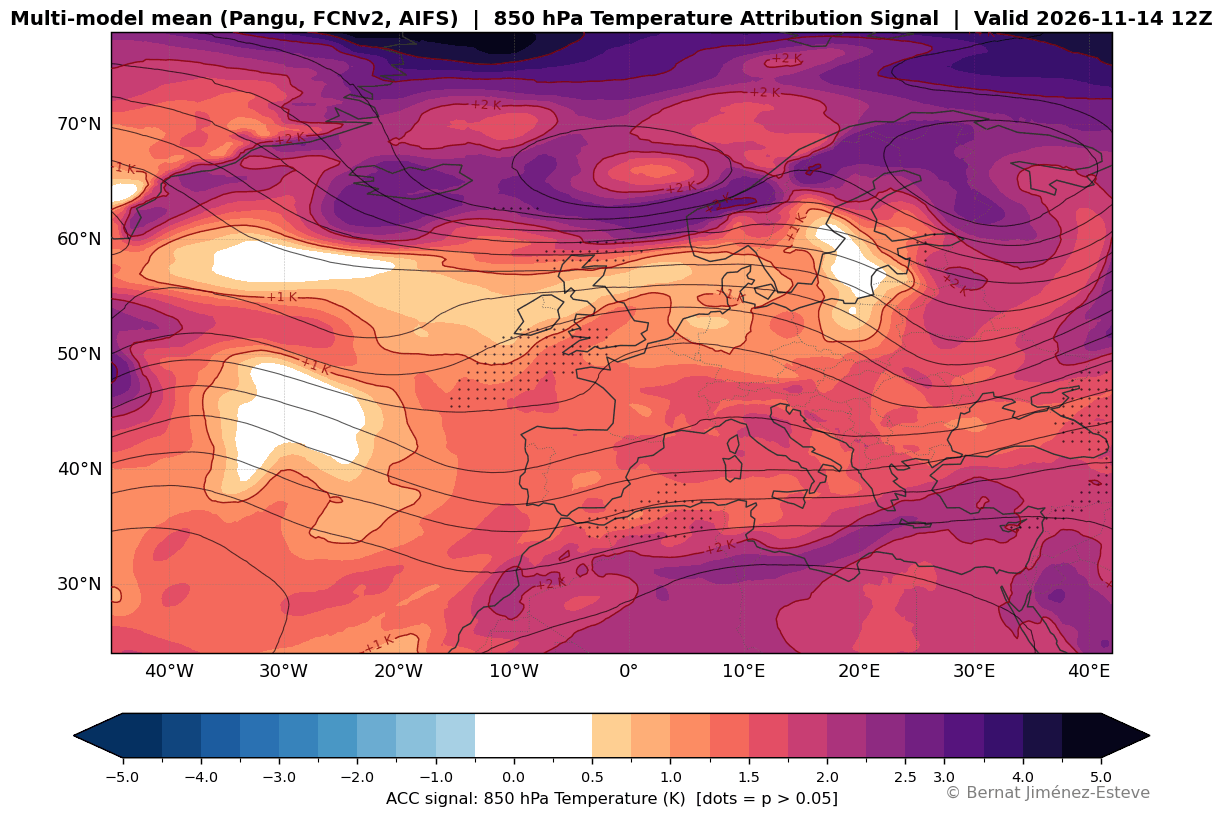 Multi-model mean (Pangu, FCNv2, AIFS)  |  850 hPa Temperature Attribution Signal  |  Valid 2026-11-14 12Z
+2 K
+2 K
+2 K
70°N
+2 K
+1 K
+2 K
60°N
+1 K
+2 K
+1 K
+1 K
50°N
+1 K
40°N
+2 K
30°N
+2 K
+1 K
40°W 30°W 20°W 10°W 0° 10°E 20°E 30°E 40°E
−5.0 −4.0 −3.0 −2.0 −1.0 0.0 0.5 1.0 1.5 2.0 2.5 3.0 4.0 5.0
ACC signal: 850 hPa Temperature (K)  [dots = p > 0.05]
© Bernat Jiménez-Esteve